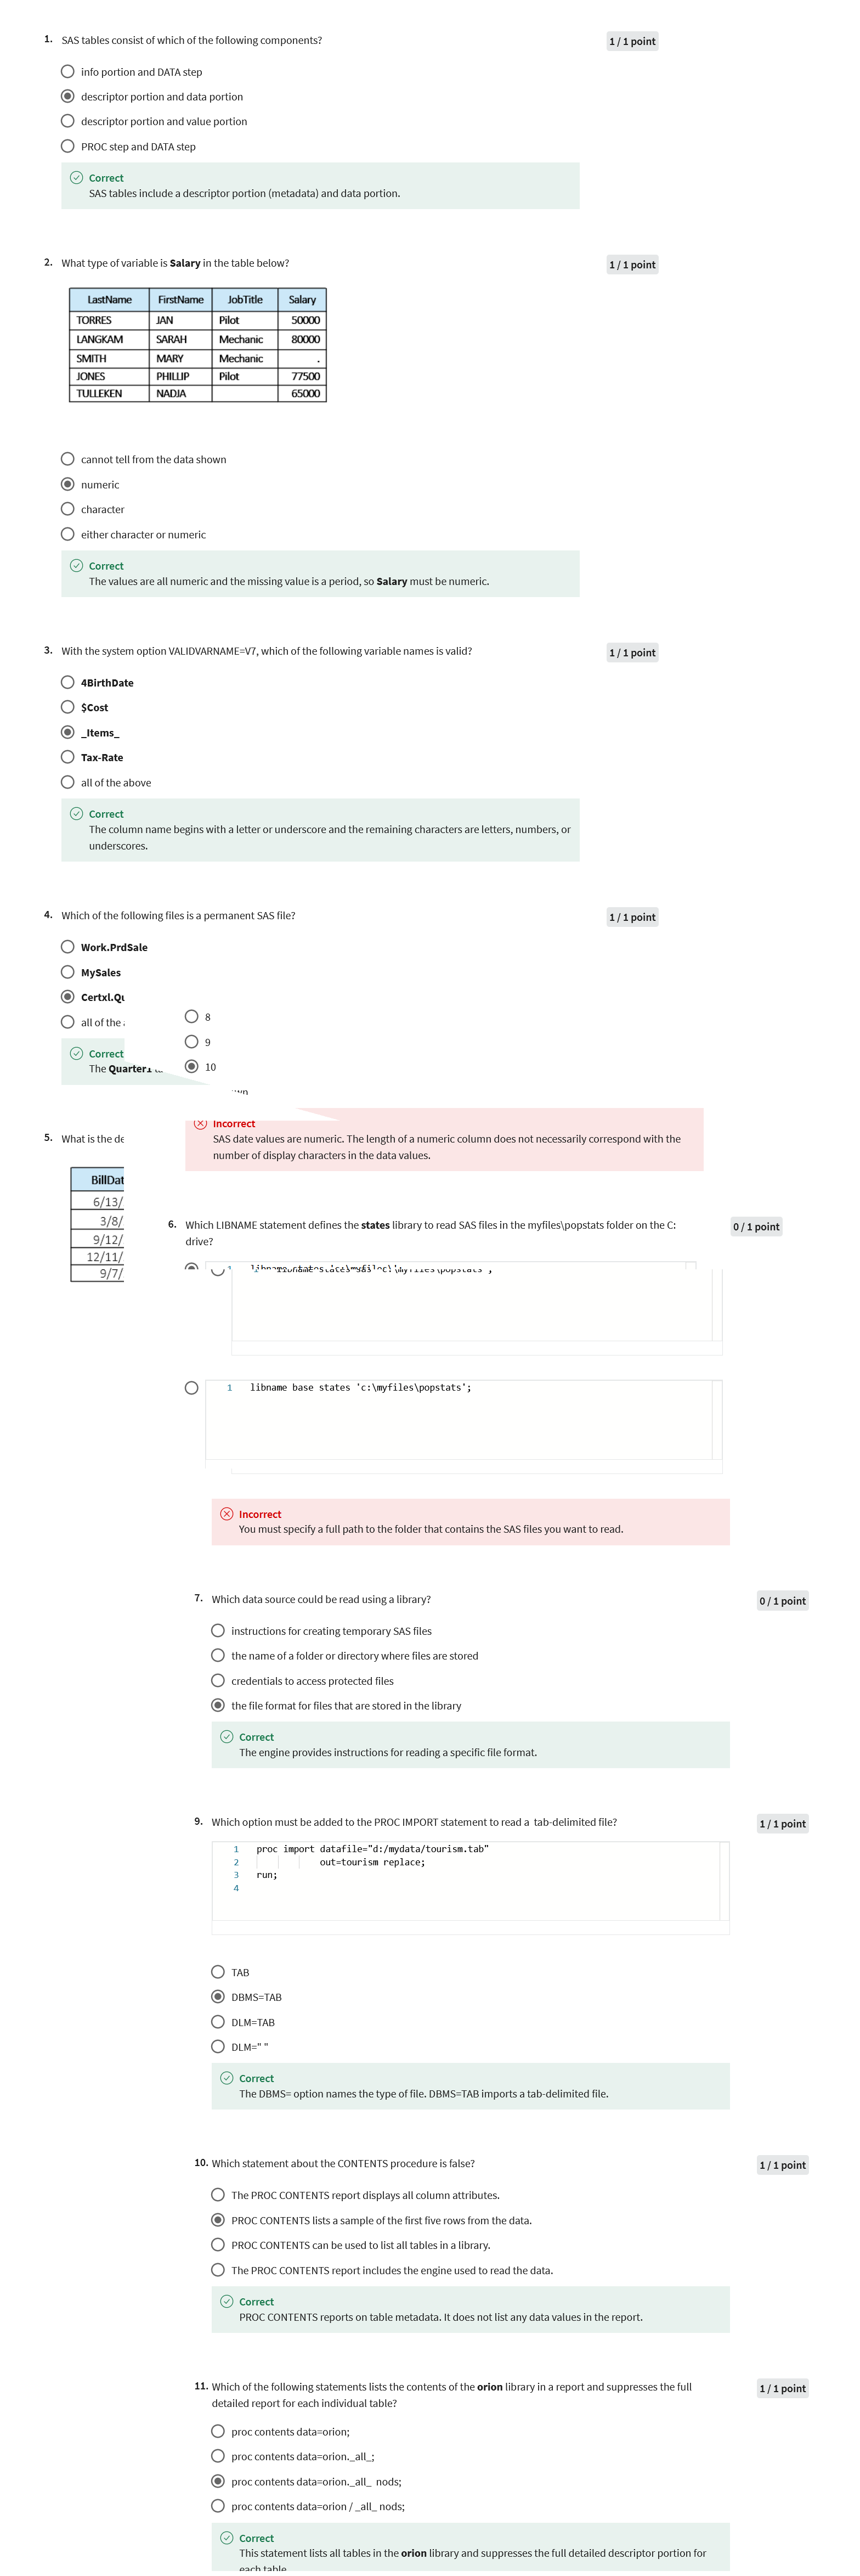 1. SAS tables consist of which of the following components?
1 / 1 point
info portion and DATA step
descriptor portion and data portion
descriptor portion and value portion
PROC step and DATA step
Correct
SAS tables include a descriptor portion (metadata) and data portion.
2. What type of variable is Salary in the table below?
1 / 1 point
LastName FirstName JobTitle Salary
TORRES JAN Pilot 50000
LANGKAM SARAH Mechanic 80000
SMITH MARY Mechanic .
JONES PHILLIP Pilot 77500
TULLEKEN NADJA 65000
cannot tell from the data shown
numeric
character
either character or numeric
Correct
The values are all numeric and the missing value is a period, so Salary must be numeric.
3. With the system option VALIDVARNAME=V7, which of the following variable names is valid?
1 / 1 point
4BirthDate
$Cost
_Items_
Tax-Rate
all of the above
Correct
The column name begins with a letter or underscore and the remaining characters are letters, numbers, or
underscores.
4. Which of the following files is a permanent SAS file?
1 / 1 point
Work.PrdSale
MySales
Certxl.Qu
all of the
8
9
10
Correct
The Quarter1
5. What is the de
BillDat
6/13/
3/8/
9/12/
12/11/
9/7/
Incorrect
SAS date values are numeric. The length of a numeric column does not necessarily correspond with the
number of display characters in the data values.
6. Which LIBNAME statement defines the states library to read SAS files in the myfiles\popstats folder on the C:
drive?
0 / 1 point
1 libname base states 'c:\myfiles\popstats';
Incorrect
You must specify a full path to the folder that contains the SAS files you want to read.
7. Which data source could be read using a library?
0 / 1 point
instructions for creating temporary SAS files
the name of a folder or directory where files are stored
credentials to access protected files
the file format for files that are stored in the library
Correct
The engine provides instructions for reading a specific file format.
9. Which option must be added to the PROC IMPORT statement to read a tab-delimited file?
1 / 1 point
1 proc import datafile="d:/mydata/tourism.tab"
2 out=tourism replace;
3 run;
4
TAB
DBMS=TAB
DLM=TAB
DLM=" "
Correct
The DBMS= option names the type of file. DBMS=TAB imports a tab-delimited file.
10. Which statement about the CONTENTS procedure is false?
1 / 1 point
The PROC CONTENTS report displays all column attributes.
PROC CONTENTS lists a sample of the first five rows from the data.
PROC CONTENTS can be used to list all tables in a library.
The PROC CONTENTS report includes the engine used to read the data.
Correct
PROC CONTENTS reports on table metadata. It does not list any data values in the report.
11. Which of the following statements lists the contents of the orion library in a report and suppresses the full
detailed report for each individual table?
1 / 1 point
proc contents data=orion;
proc contents data=orion._all_;
proc contents data=orion._all_ nods;
proc contents data=orion / _all_ nods;
Correct
This statement lists all tables in the orion library and suppresses the full detailed descriptor portion for
each table